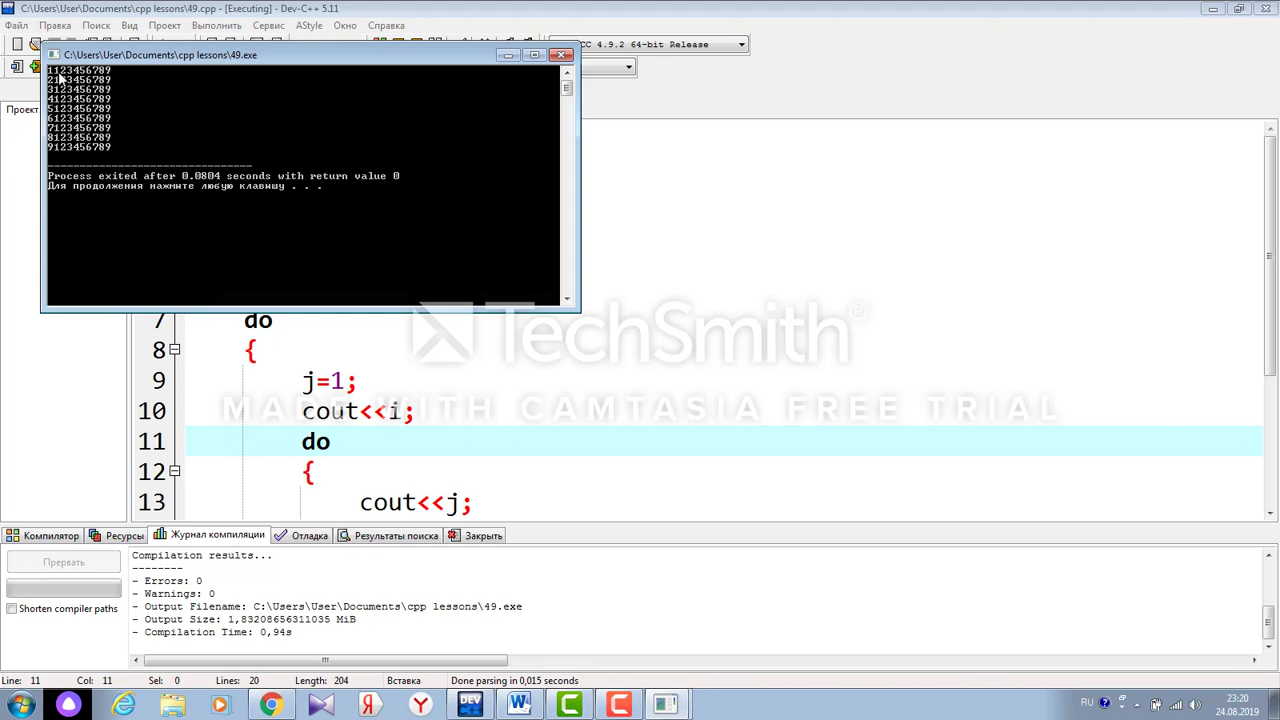 C:\Users\User\Documents\cpp lessons\49.cpp - [Executing] - Dev-C++ 5.11
Файл Правка Поиск Вид Проект Выполнить Сервис AStyle Окно Справка
CC 4.9.2 64-bit Release
C:\Users\User\Documents\cpp lessons\49.exe
1123456789
2123456789
3123456789
4123456789
5123456789
6123456789
7123456789
8123456789
9123456789
--------------------------------
Process exited after 0.0804 seconds with return value 0
Для продолжения нажмите любую клавишу . . .
Проект
7 do
8 {
9 j=1;
10 cout<<i;
11 do
12 {
13 cout<<j;
TechSmith®
MADE WITH CAMTASIA FREE TRIAL
Компилятор Ресурсы Журнал компиляции Отладка Результаты поиска Закрыть
Прервать
Shorten compiler paths
Compilation results...
--------
- Errors: 0
- Warnings: 0
- Output Filename: C:\Users\User\Documents\cpp lessons\49.exe
- Output Size: 1,83208656311035 MiB
- Compilation Time: 0,94s
Line: 11 Col: 11 Sel: 0 Lines: 20 Length: 204 Вставка Done parsing in 0,015 seconds
RU 23:20
24.08.2019